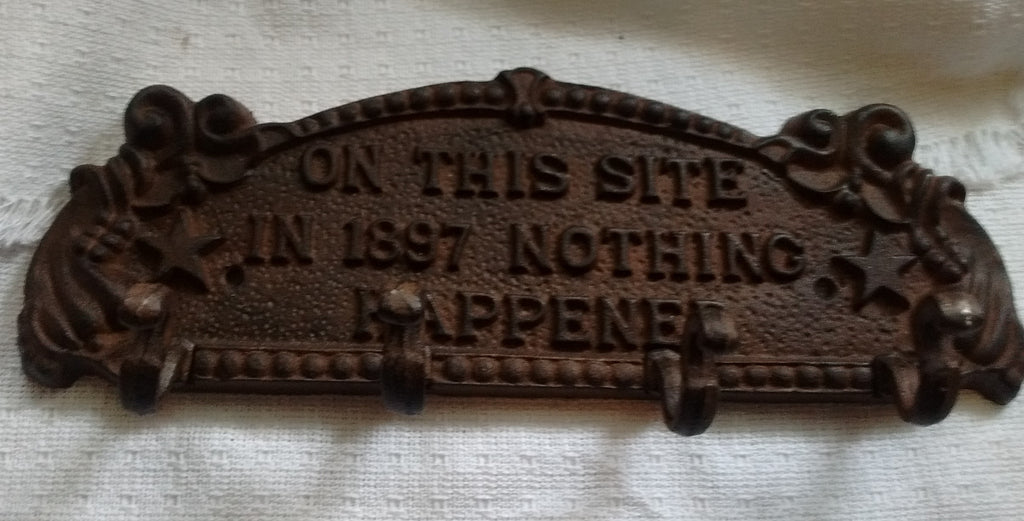 ON THIS SITE
IN 1897 NOTHING
HAPPENED